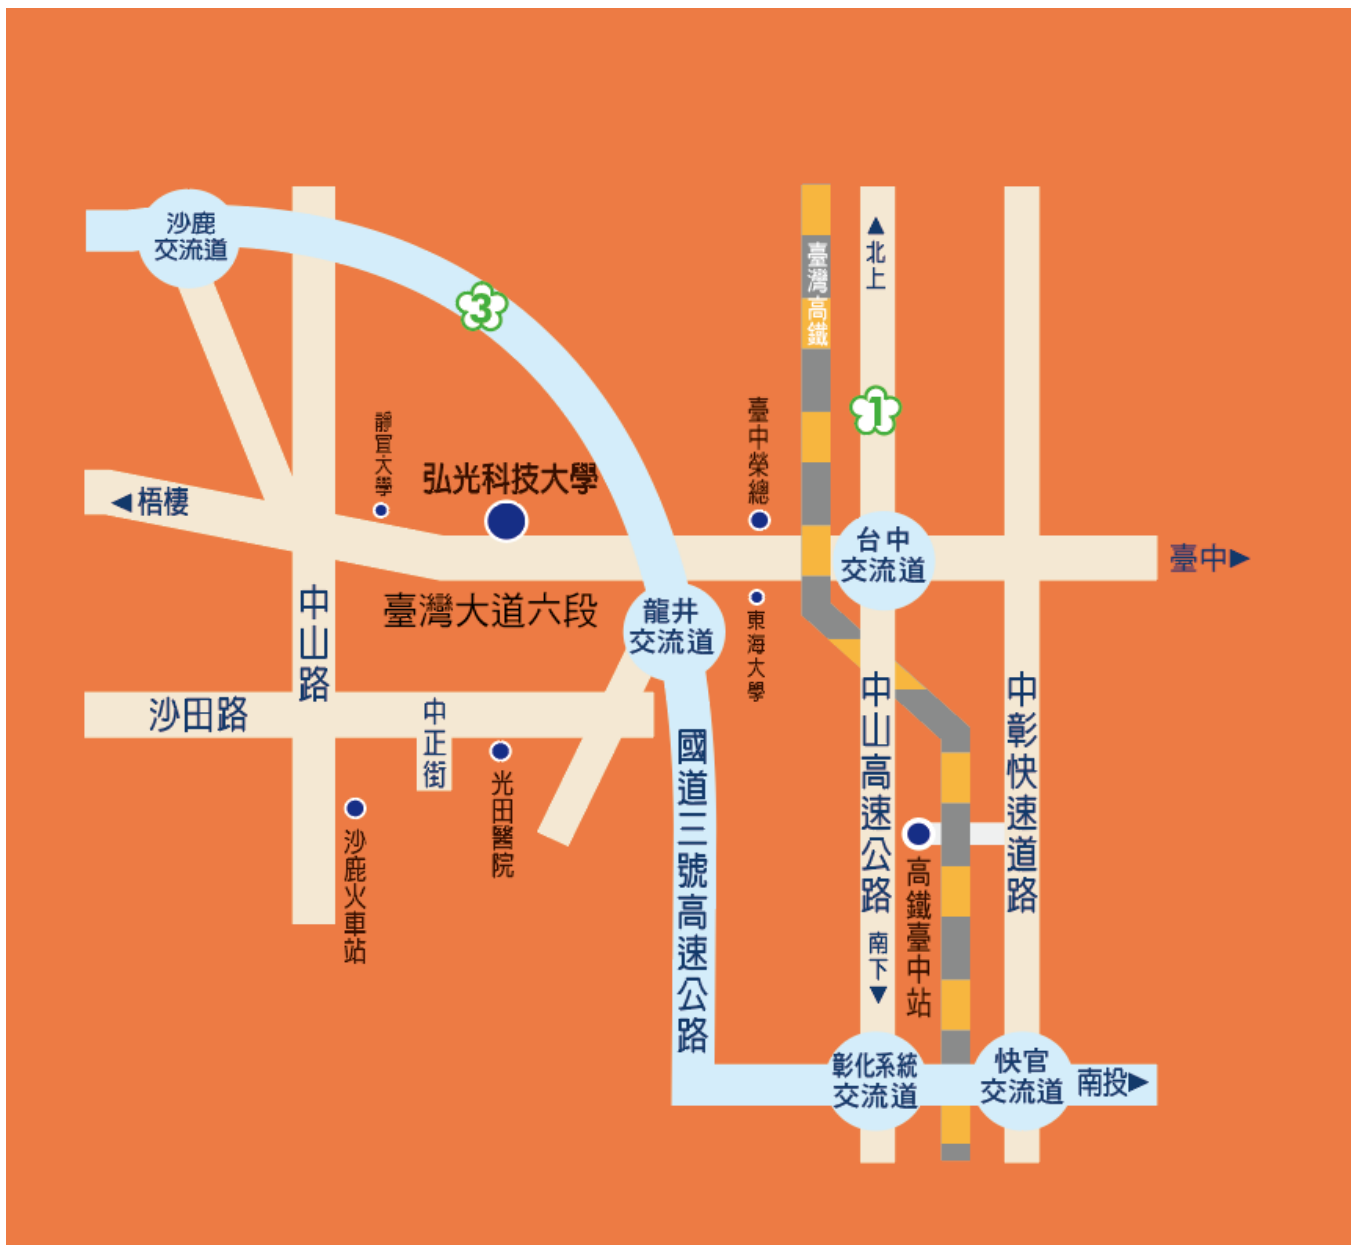 沙鹿
交流道
3
北上
臺灣高鐵
1
靜宜大學
弘光科技大學
臺中榮總
梧棲
台中
交流道
臺中
臺灣大道六段
龍井
交流道
東海大學
中山路
沙田路
中正街
光田醫院
沙鹿火車站
國道三號高速公路
中山高速公路
中彰快速道路
高鐵臺中站
南下
彰化系統
交流道
快官
交流道
南投